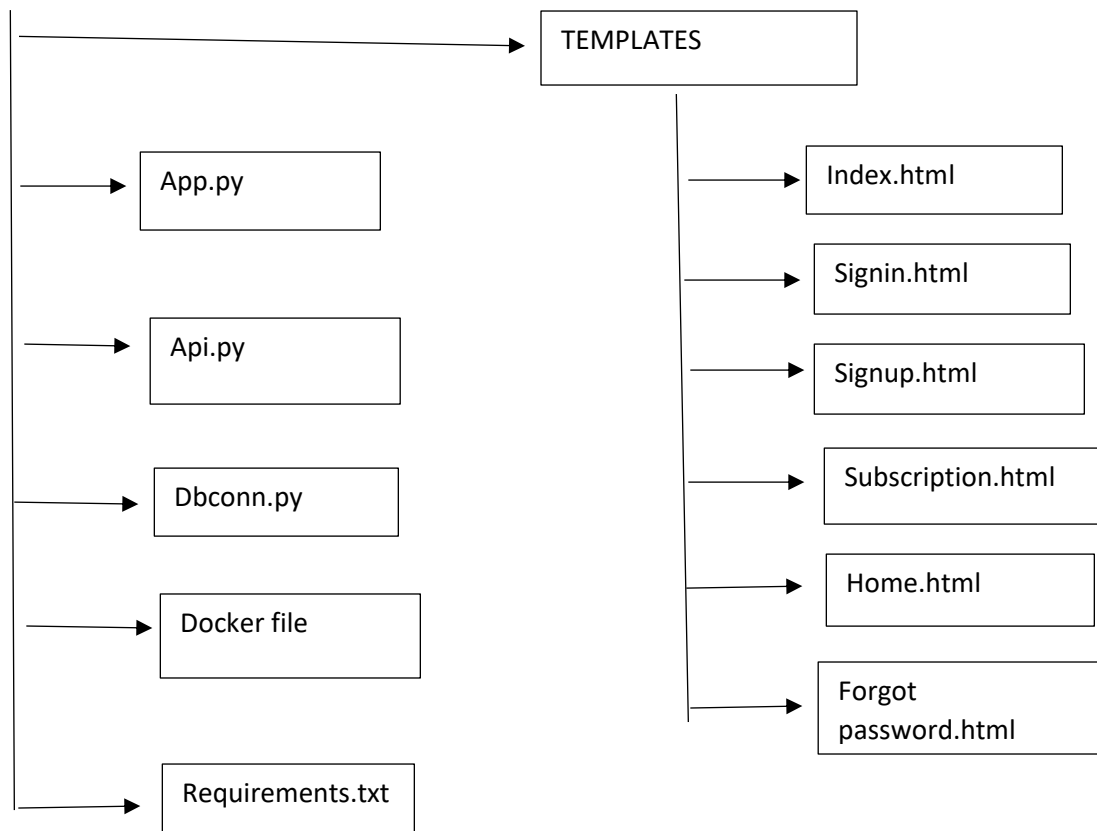 TEMPLATES
App.py
Index.html
Signin.html
Api.py
Signup.html
Dbconn.py
Subscription.html
Home.html
Docker file
Forgot
password.html
Requirements.txt